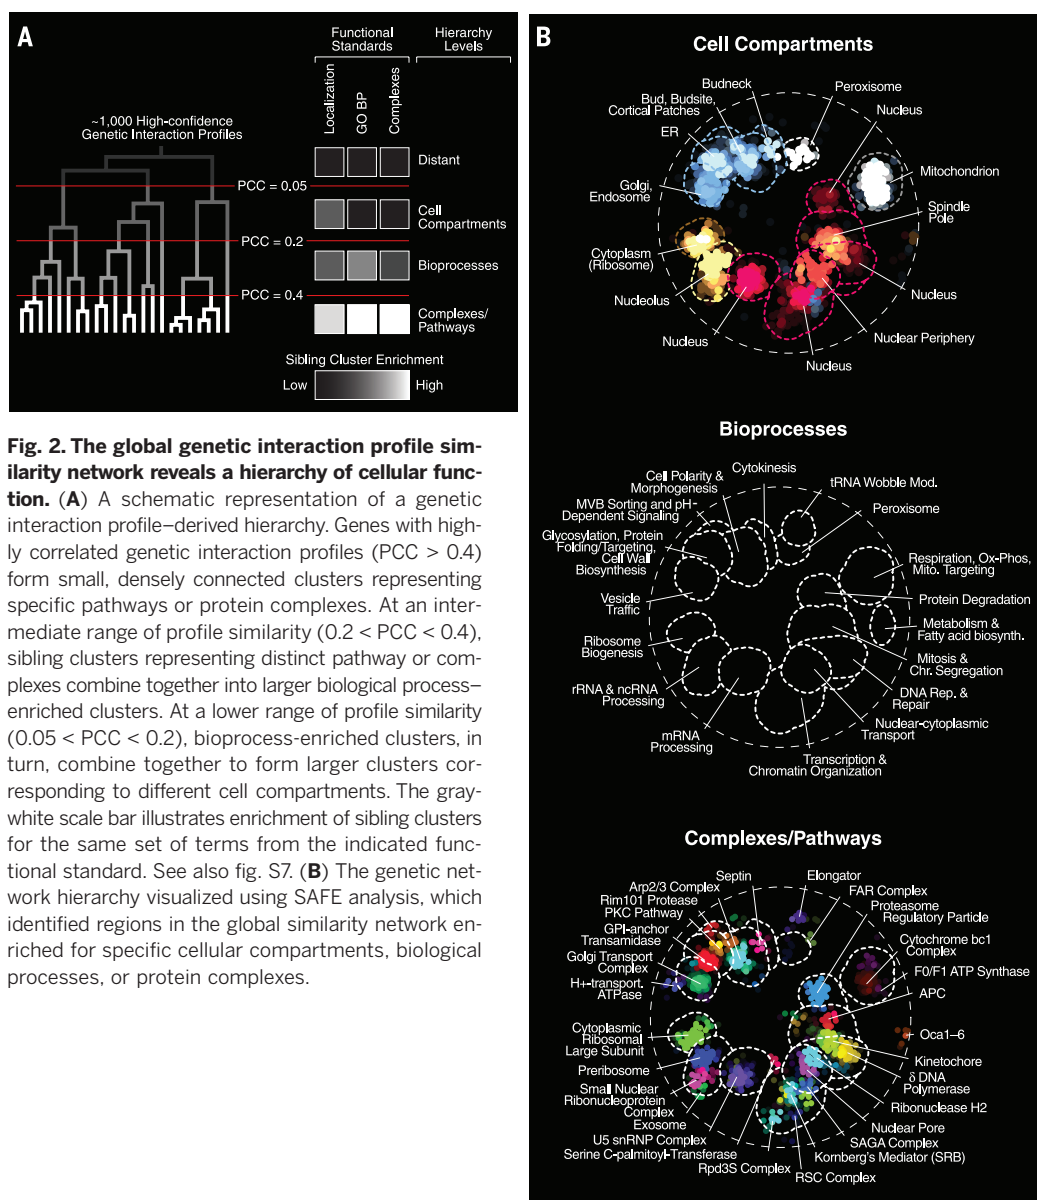 A
Functional
Standards
Hierarchy
Levels
Localization
GO BP
Complexes
~1,000 High-confidence
Genetic Interaction Profiles
Distant
PCC = 0.05
Cell
Compartments
PCC = 0.2
Bioprocesses
PCC = 0.4
Complexes/
Pathways
Sibling Cluster Enrichment
Low
High
Fig. 2. The global genetic interaction profile sim-
ilarity network reveals a hierarchy of cellular func-
tion. (A) A schematic representation of a genetic
interaction profile–derived hierarchy. Genes with high-
ly correlated genetic interaction profiles (PCC > 0.4)
form small, densely connected clusters representing
specific pathways or protein complexes. At an inter-
mediate range of profile similarity (0.2 < PCC < 0.4),
sibling clusters representing distinct pathway or com-
plexes combine together into larger biological process–
enriched clusters. At a lower range of profile similarity
(0.05 < PCC < 0.2), bioprocess-enriched clusters, in
turn, combine together to form larger clusters cor-
responding to different cell compartments. The gray-
white scale bar illustrates enrichment of sibling clusters
for the same set of terms from the indicated func-
tional standard. See also fig. S7. (B) The genetic net-
work hierarchy visualized using SAFE analysis, which
identified regions in the global similarity network en-
riched for specific cellular compartments, biological
processes, or protein complexes.
B
Cell Compartments
Budneck
Bud, Budsite,
Cortical Patches
ER
Golgi,
Endosome
Cytoplasm
(Ribosome)
Nucleolus
Nucleus
Peroxisome
Nucleus
Mitochondrion
Spindle
Pole
Nucleus
Nuclear Periphery
Nucleus
Bioprocesses
Cytokinesis
Cell Polarity &
Morphogenesis
MVB Sorting and pH-
Dependent Signaling
Glycosylation, Protein
Folding/Targeting,
Cell Wall
Biosynthesis
Vesicle
Traffic
Ribosome
Biogenesis
rRNA & ncRNA
Processing
mRNA
Processing
tRNA Wobble Mod.
Peroxisome
Respiration, Ox-Phos,
Mito. Targeting
Protein Degradation
Metabolism &
Fatty acid biosynth.
Mitosis &
Chr. Segregation
DNA Rep. &
Repair
Nuclear-cytoplasmic
Transport
Transcription &
Chromatin Organization
Complexes/Pathways
Septin
Arp2/3 Complex
Rim101 Protease
PKC Pathway
GPI-anchor
Transamidase
Golgi Transport
Complex
H+-transport.
ATPase
Cytoplasmic
Ribosomal
Large Subunit
Preribosome
Small Nuclear
Ribonucleoprotein
Complex
Exosome
U5 snRNP Complex
Serine C-palmitoyl-Transferase
Rpd3S Complex
Elongator
FAR Complex
Proteasome
Regulatory Particle
Cytochrome bc1
Complex
F0/F1 ATP Synthase
APC
Oca1–6
Kinetochore
δ DNA
Polymerase
Ribonuclease H2
Nuclear Pore
SAGA Complex
Kornberg's Mediator (SRB)
RSC Complex